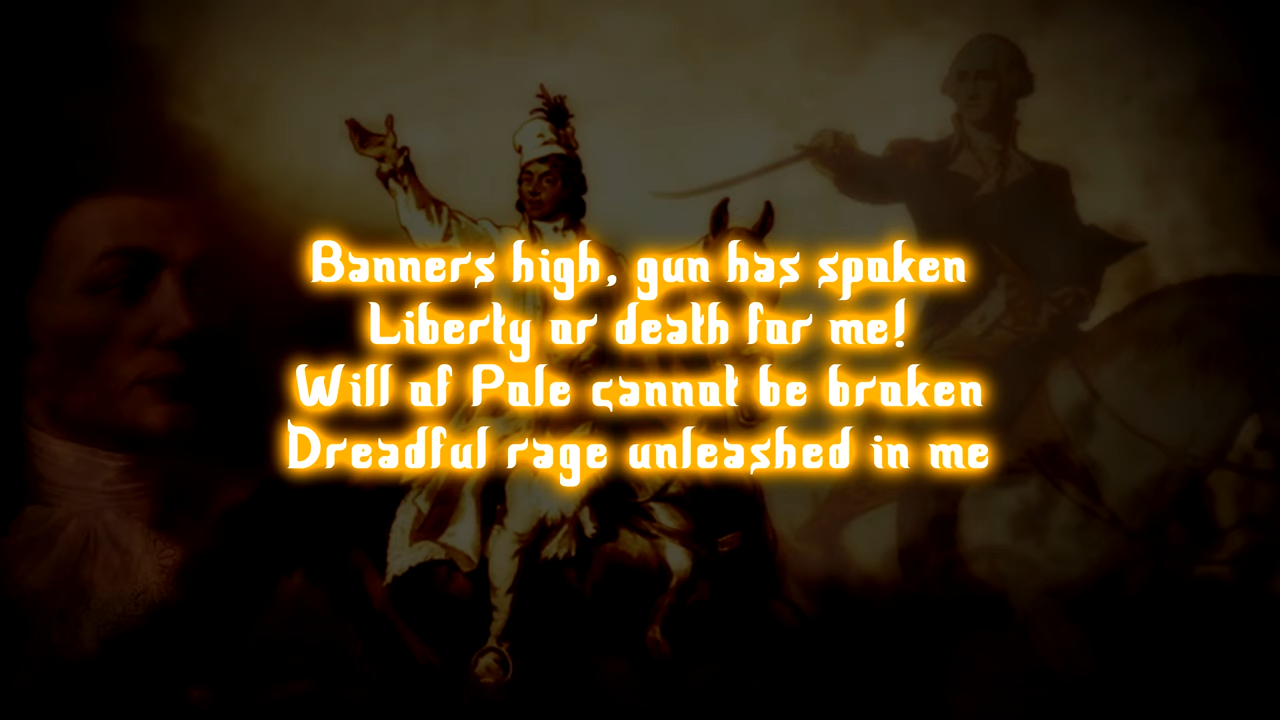 Banners high, gun has spoken
Liberty or death for me!
Will of Pole cannot be broken
Dreadful rage unleashed in me